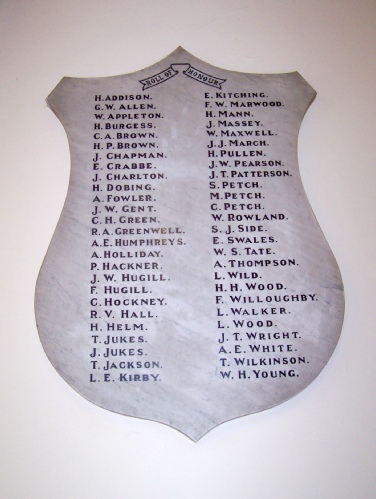 ROLL OF HONOUR
H. ADDISON.
G. W. ALLEN.
W. APPLETON.
H. BURGESS.
C. A. BROWN.
H. P. BROWN.
J. CHAPMAN.
E. CRABBE.
J. CHARLTON.
H. DOBING.
A. FOWLER.
J. W. GENT.
C. H. GREEN.
R. A. GREENWELL.
A. E. HUMPHREYS.
A. HOLLIDAY.
P. HACKNER.
J. W. HUGILL.
F. HUGILL.
G. HOCKNEY.
R. V. HALL.
H. HELM.
T. JUKES.
J. JUKES.
T. JACKSON.
L. E. KIRBY.
E. KITCHING.
F. W. MARWOOD.
H. MANN.
J. MASSEY.
W. MAXWELL.
J. J. MARCH.
H. PULLEN.
J. W. PEARSON.
J. T. PATTERSON.
S. PETCH.
M. PETCH.
C. PETCH.
W. ROWLAND.
S. J. SIDE.
E. SWALES.
W. S. TATE.
A. THOMPSON.
L. WILD.
H. H. WOOD.
F. WILLOUGHBY.
L. WALKER.
L. WOOD.
J. T. WRIGHT.
A. E. WHITE.
T. WILKINSON.
W. H. YOUNG.